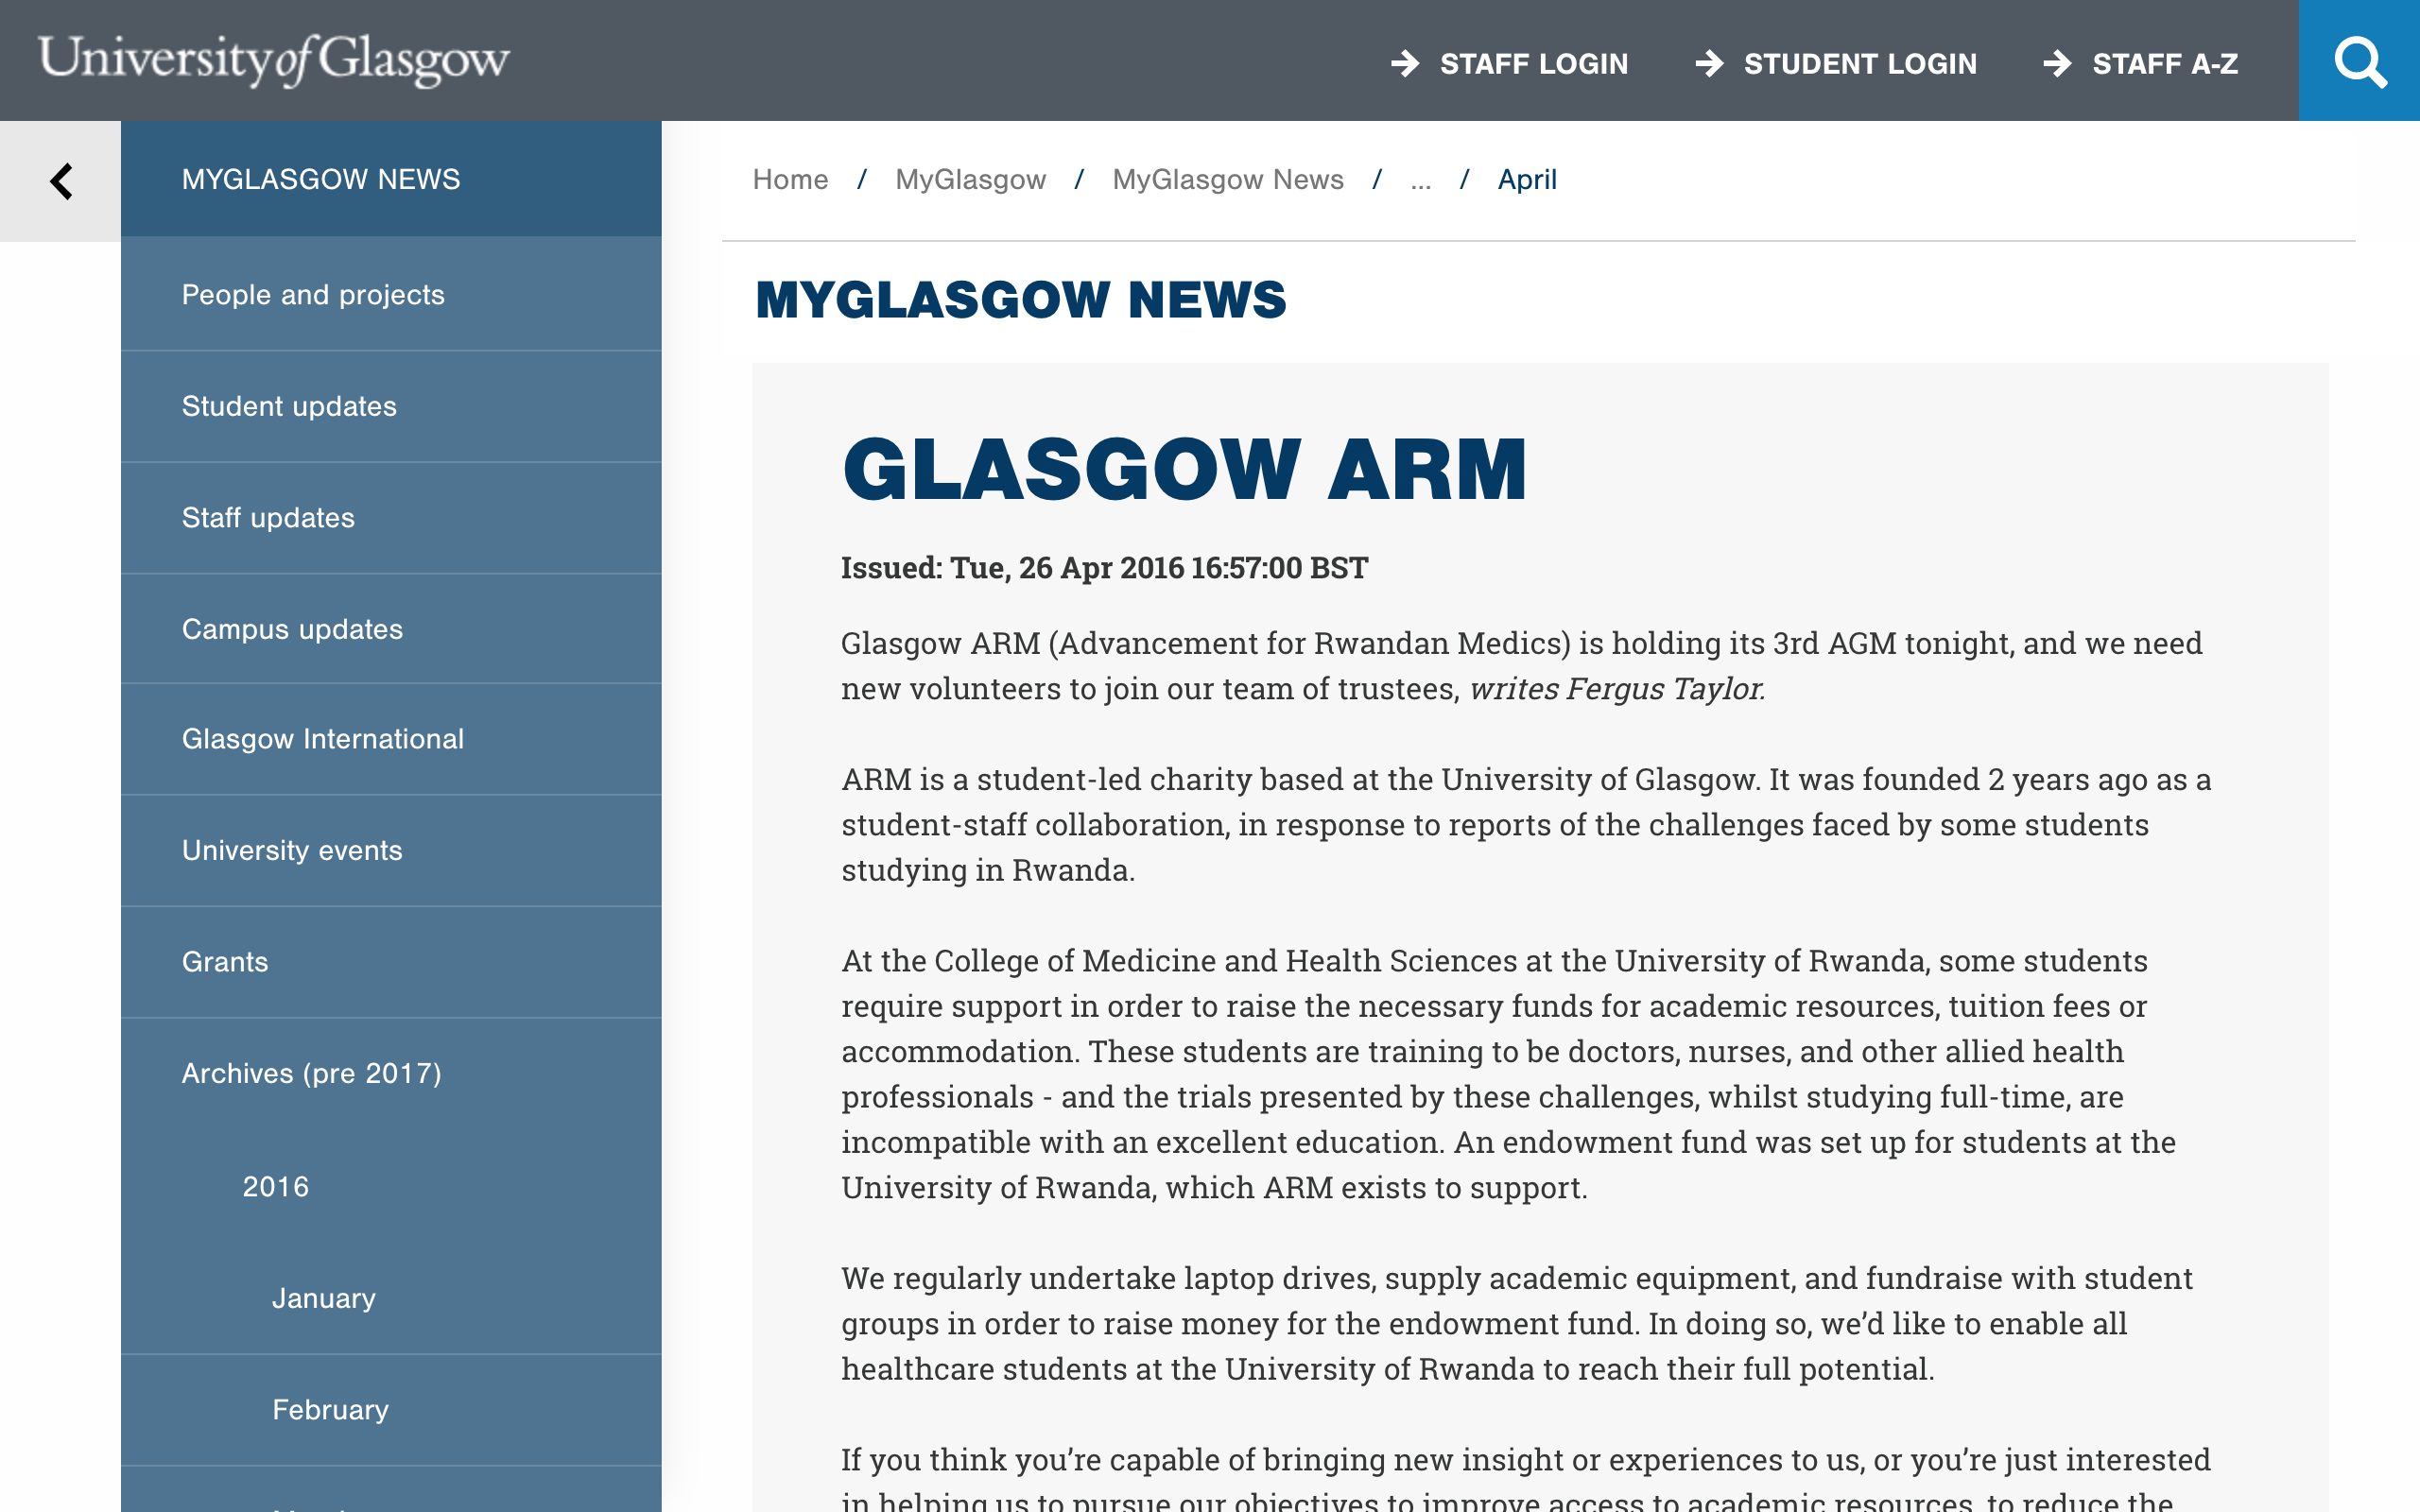 University of Glasgow
STAFF LOGIN
STUDENT LOGIN
STAFF A-Z
MYGLASGOW NEWS
People and projects
Student updates
Staff updates
Campus updates
Glasgow International
University events
Grants
Archives (pre 2017)
2016
January
February
Home / MyGlasgow / MyGlasgow News / ... / April
MYGLASGOW NEWS
GLASGOW ARM
Issued: Tue, 26 Apr 2016 16:57:00 BST
Glasgow ARM (Advancement for Rwandan Medics) is holding its 3rd AGM tonight, and we need
new volunteers to join our team of trustees, writes Fergus Taylor.
ARM is a student-led charity based at the University of Glasgow. It was founded 2 years ago as a
student-staff collaboration, in response to reports of the challenges faced by some students
studying in Rwanda.
At the College of Medicine and Health Sciences at the University of Rwanda, some students
require support in order to raise the necessary funds for academic resources, tuition fees or
accommodation. These students are training to be doctors, nurses, and other allied health
professionals - and the trials presented by these challenges, whilst studying full-time, are
incompatible with an excellent education. An endowment fund was set up for students at the
University of Rwanda, which ARM exists to support.
We regularly undertake laptop drives, supply academic equipment, and fundraise with student
groups in order to raise money for the endowment fund. In doing so, we’d like to enable all
healthcare students at the University of Rwanda to reach their full potential.
If you think you’re capable of bringing new insight or experiences to us, or you’re just interested
in helping us to pursue our objectives to improve access to academic resources, to reduce the